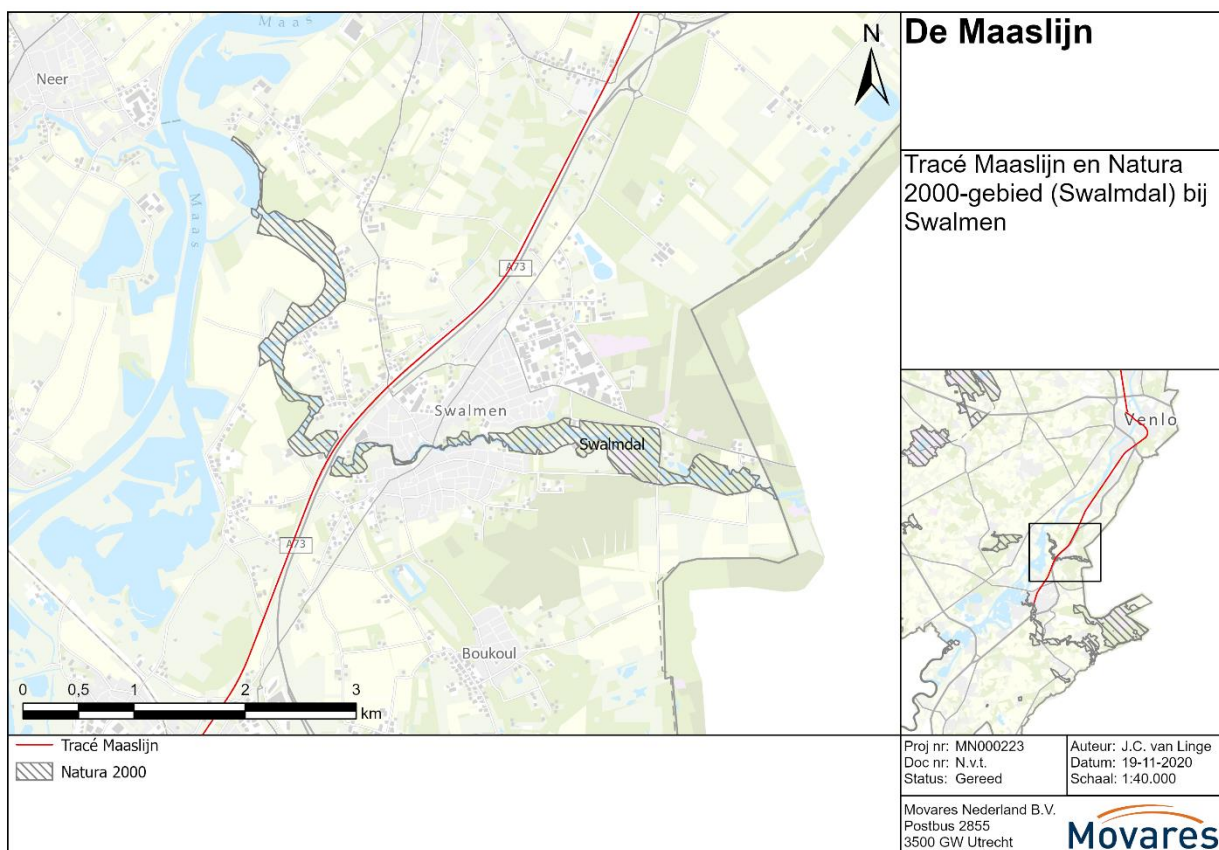 De Maaslijn
Tracé Maaslijn en Natura
2000-gebied (Swalmdal) bij
Swalmen
Maas
Neer
N
Maas
A73
Swalmen
Swalmdal
A73
Boukoul
0 0,5 1 2 3
km
Venlo
Tracé Maaslijn
Natura 2000
Proj nr: MN000223
Doc nr: N.v.t.
Status: Gereed
Auteur: J.C. van Linge
Datum: 19-11-2020
Schaal: 1:40.000
Movares Nederland B.V.
Postbus 2855
3500 GW Utrecht
Movares